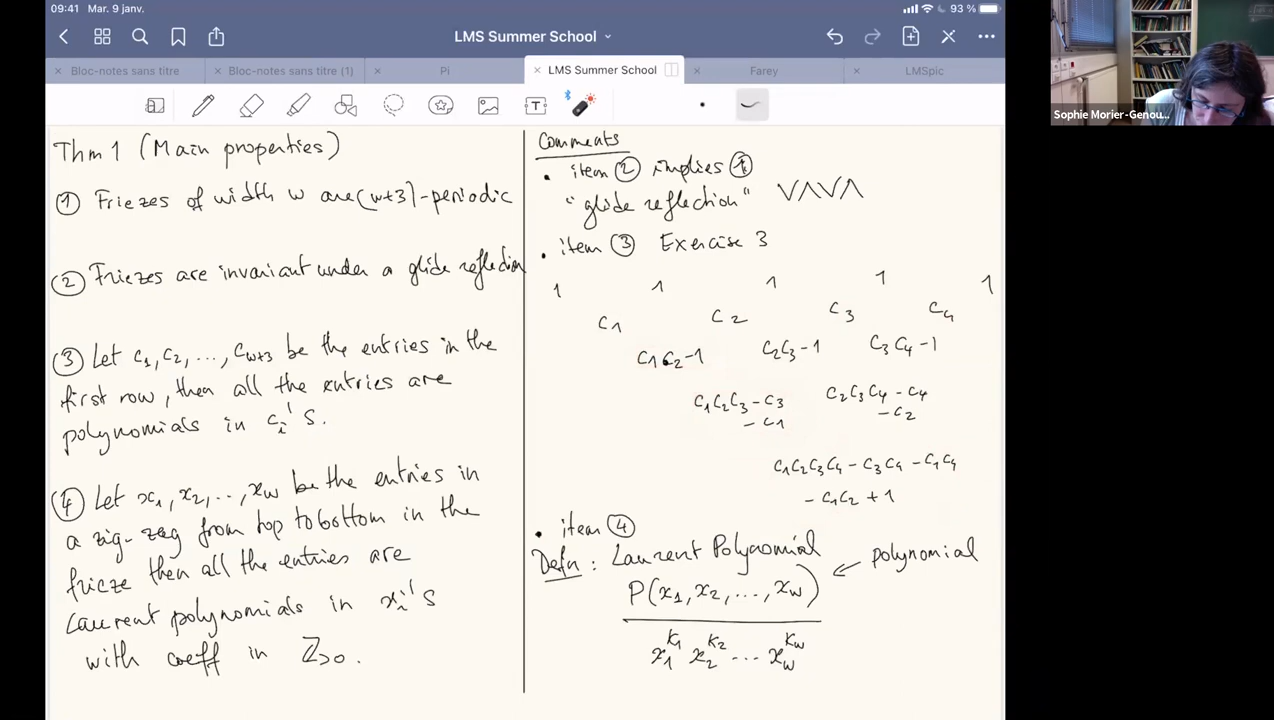 09:41 Mar. 9 janv.
93 %
LMS Summer School
Bloc-notes sans titre
Bloc-notes sans titre (1)
Pi
LMS Summer School
Farey
LMSpic
Sophie Morier-Genou...
Thm 1 (Main properties)
① Friezes of width w are (w+3)-periodic
② Friezes are invariant under a glide reflection
③ Let c₁, c₂, ..., c_{w+3} be the entries in the
first row, then all the entries are
polynomials in cᵢ's.
④ Let x₁, x₂, .., x_w be the entries in
a zig-zag from top to bottom in the
frieze then all the entries are
Laurent polynomials in xᵢ's
with coeff in ℤ>0.
Comments
• item ② implies ①
"glide reflection" V Λ V Λ
• item ③ Exercise 3
1 1 1 1 1
c₁ c₂ c₃ c₄
c₁c₂-1 c₂c₃-1 c₃c₄-1
c₁c₂c₃-c₃ c₂c₃c₄-c₄
-c₁ -c₂
c₁c₂c₃c₄-c₃c₄-c₁c₄
-c₁c₂+1
• item ④
Defn: Laurent Polynomial
P(x₁, x₂, ..., x_w) ← polynomial
x₁^{k₁} x₂^{k₂} ... x_w^{k_w}